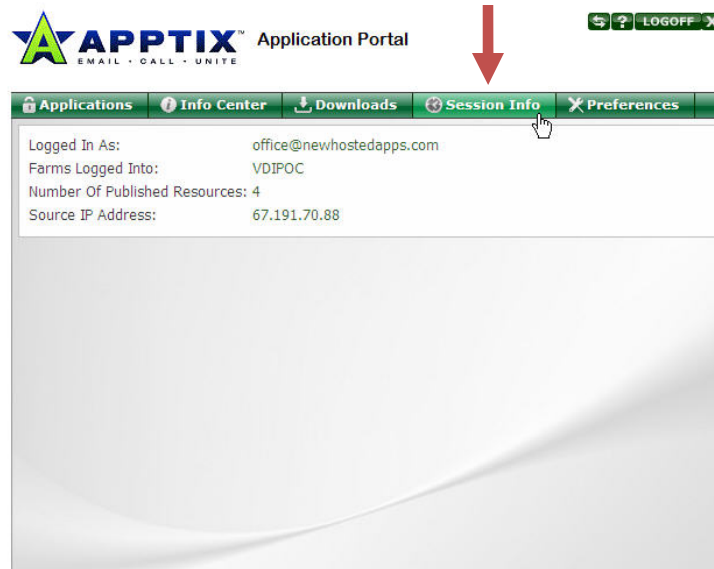 APPTIX™ Application Portal
EMAIL • CALL • UNITE
? LOGOFF X
Applications Info Center Downloads Session Info Preferences
Logged In As: office@newhostedapps.com
Farms Logged Into: VDIPOC
Number Of Published Resources: 4
Source IP Address: 67.191.70.88